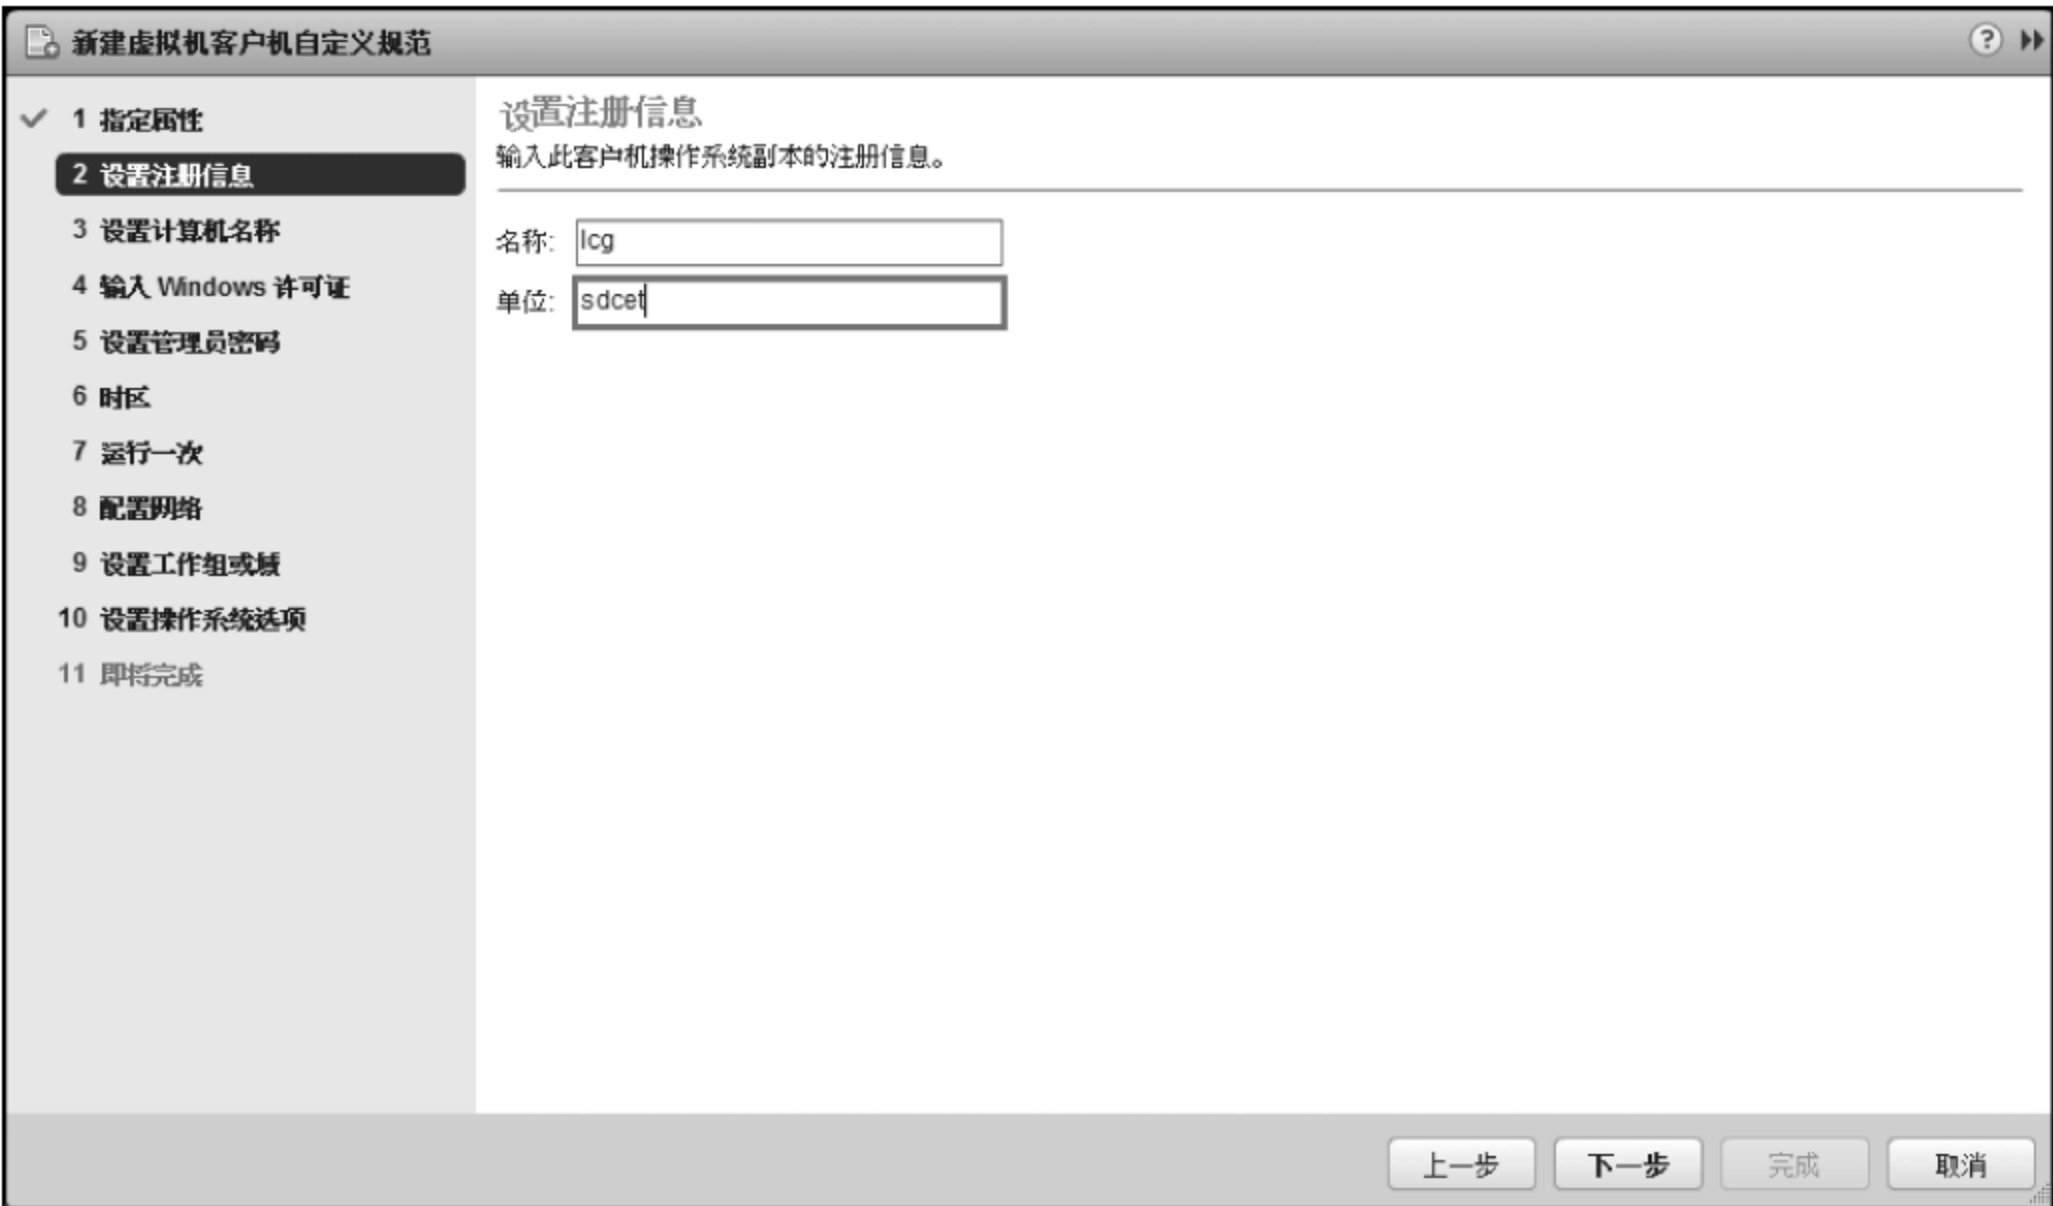 新建虚拟机客户机自定义规范
1 指定属性
2 设置注册信息
3 设置计算机名称
4 输入 Windows 许可证
5 设置管理员密码
6 时区
7 运行一次
8 配置网络
9 设置工作组或域
10 设置操作系统选项
11 即将完成
设置注册信息
输入此客户机操作系统副本的注册信息。
名称: lcg
单位: sdcet
上一步 下一步 完成 取消